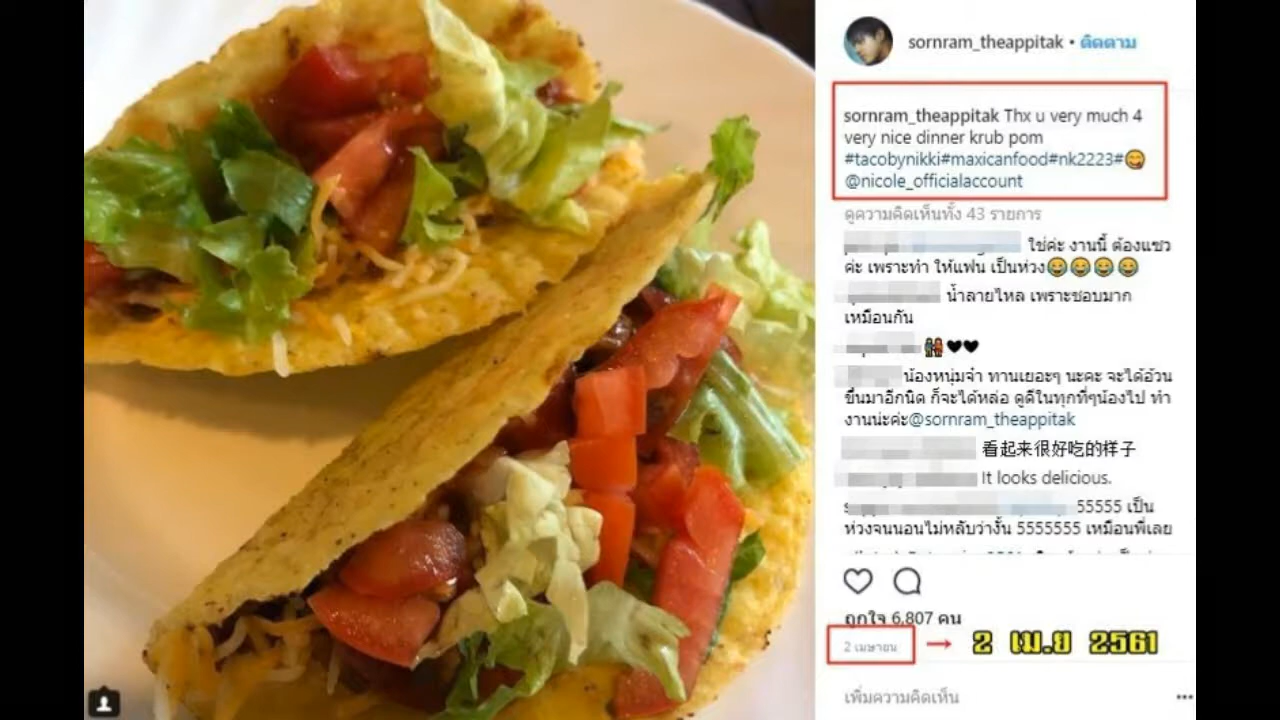 sornram_theappitak • ติดตาม
sornram_theappitak Thx u very much 4
very nice dinner krub pom
#tacobynikki#maxicanfood#nk2223#😋
@nicole_officialaccount
ดูความคิดเห็นทั้ง 43 รายการ
ใช่ค่ะ งานนี้ ต้องแซว
ค่ะ เพราะทำ ให้แฟน เป็นห่วง😂😂😂😂
น้ำลายไหล เพราะชอบมาก
เหมือนกัน
👫🖤🖤
น้องหนุ่มจ๋า ทานเยอะๆ นะคะ จะได้อ้วน
ขึ้นมาอีกนิด ก็จะได้หล่อ ดูดีในทุกที่ๆน้องไป ทำ
งานน่ะค่ะ@sornram_theappitak
看起来很好吃的样子
It looks delicious.
55555 เป็น
ห่วงจนนอนไม่หลับว่างั้น 5555555 เหมือนพี่เลย
ถูกใจ 6,807 คน
2 เมษายน → 2 เม.ย 2561
เพิ่มความคิดเห็น